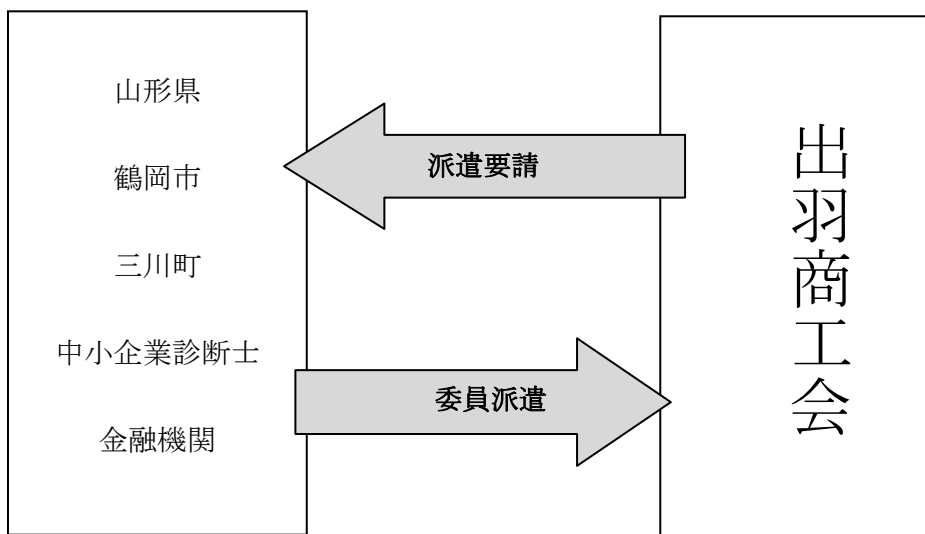 山形県
鶴岡市
三川町
中小企業診断士
金融機関
派遣要請
委員派遣
出羽商工会